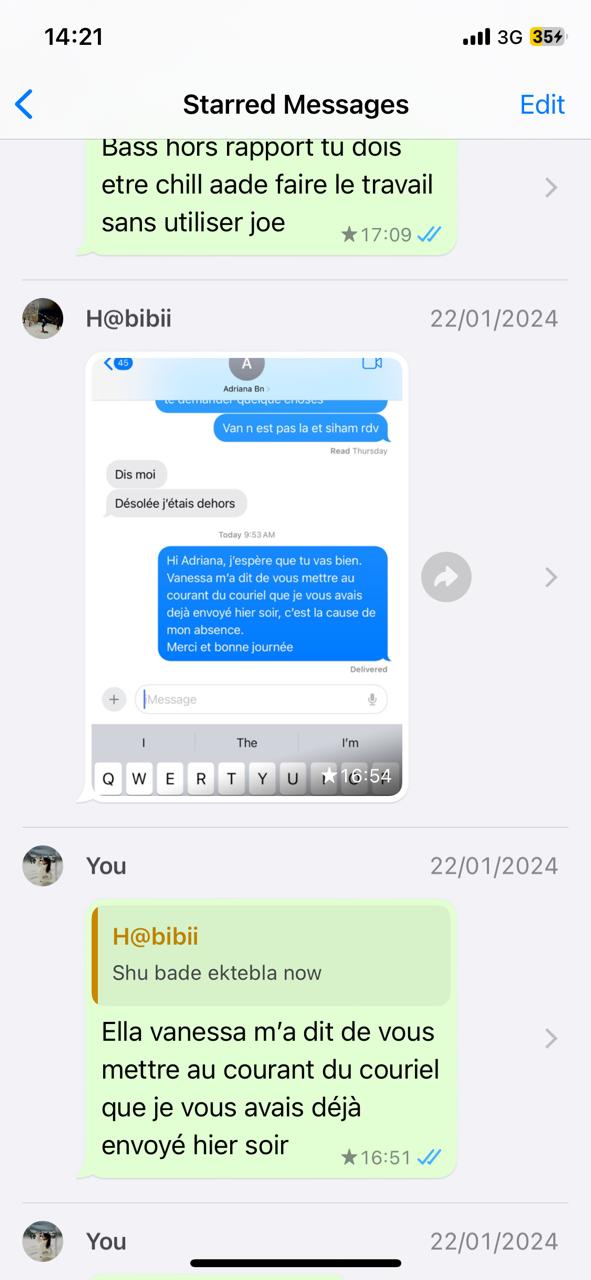 14:21
3G
35
Starred Messages
Edit
Bass hors rapport tu dois
etre chill aade faire le travail
sans utiliser joe
17:09
H@bibii
22/01/2024
45
A
Adriana Bn
te demander quelque choses
Van n est pas la et siham rdv
Read Thursday
Dis moi
Désolée j'étais dehors
Today 9:53 AM
Hi Adriana, j'espère que tu vas bien.
Vanessa m'a dit de vous mettre au
courant du couriel que je vous avais
dejà envoyé hier soir, c'est la cause de
mon absence.
Merci et bonne journée
Delivered
iMessage
I The I'm
Q W E R T Y U
16:54
You
22/01/2024
H@bibii
Shu bade ektebla now
Ella vanessa m'a dit de vous
mettre au courant du couriel
que je vous avais déjà
envoyé hier soir
16:51
You
22/01/2024